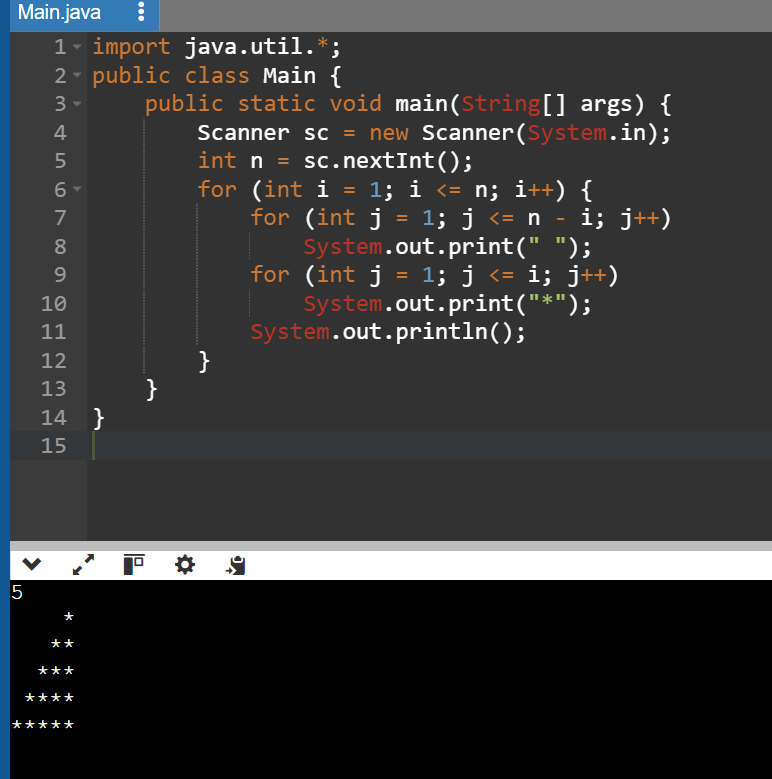 Main.java
1 import java.util.*;
2 public class Main {
3     public static void main(String[] args) {
4         Scanner sc = new Scanner(System.in);
5         int n = sc.nextInt();
6         for (int i = 1; i <= n; i++) {
7             for (int j = 1; j <= n - i; j++)
8                 System.out.print(" ");
9             for (int j = 1; j <= i; j++)
10                 System.out.print("*");
11             System.out.println();
12         }
13     }
14 }
15
5
    *
   **
  ***
 ****
*****